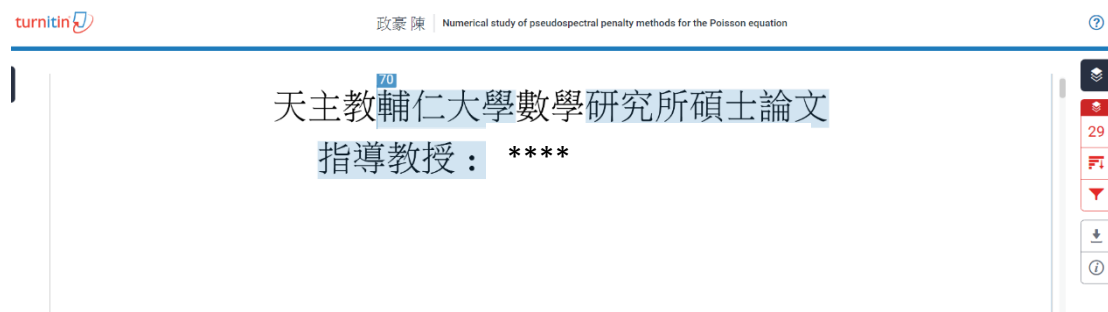 turnitin
政豪 陳 Numerical study of pseudospectral penalty methods for the Poisson equation
?
70
天主教輔仁大學數學研究所碩士論文
指導教授： ****
29
i